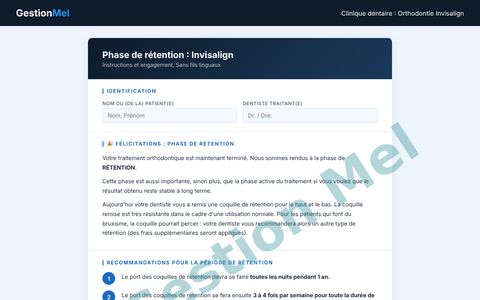 GestionMel
Clinique dentaire : Orthodontie Invisalign
Phase de rétention : Invisalign
Instructions et engagement, Sans fils linguaux
IDENTIFICATION
NOM DU (DE LA) PATIENT(E)
DENTISTE TRAITANT(E)
Nom, Prénom
Dr. / Dre.
🎉 FÉLICITATIONS : PHASE DE RÉTENTION
Votre traitement orthodontique est maintenant terminé. Nous sommes rendus à la phase de
RÉTENTION.
Cette phase est aussi importante, sinon plus, que la phase active du traitement si vous voulez que le
résultat obtenu reste stable à long terme.
Aujourd'hui votre dentiste vous a remis une coquille de rétention pour le haut et le bas. La coquille
remise est très résistante dans le cadre d'une utilisation normale. Pour les patients qui font du
bruxisme, la coquille pourrait percer : votre dentiste vous recommandera alors un autre type de
rétention (des frais supplémentaires seront appliqués).
RECOMMANDATIONS POUR LA PÉRIODE DE RÉTENTION
1 Le port des coquilles de rétention devra se faire toutes les nuits pendant 1 an.
2 Le port des coquilles de rétention se fera ensuite 3 à 4 fois par semaine pour toute la durée de
Gestion Mel